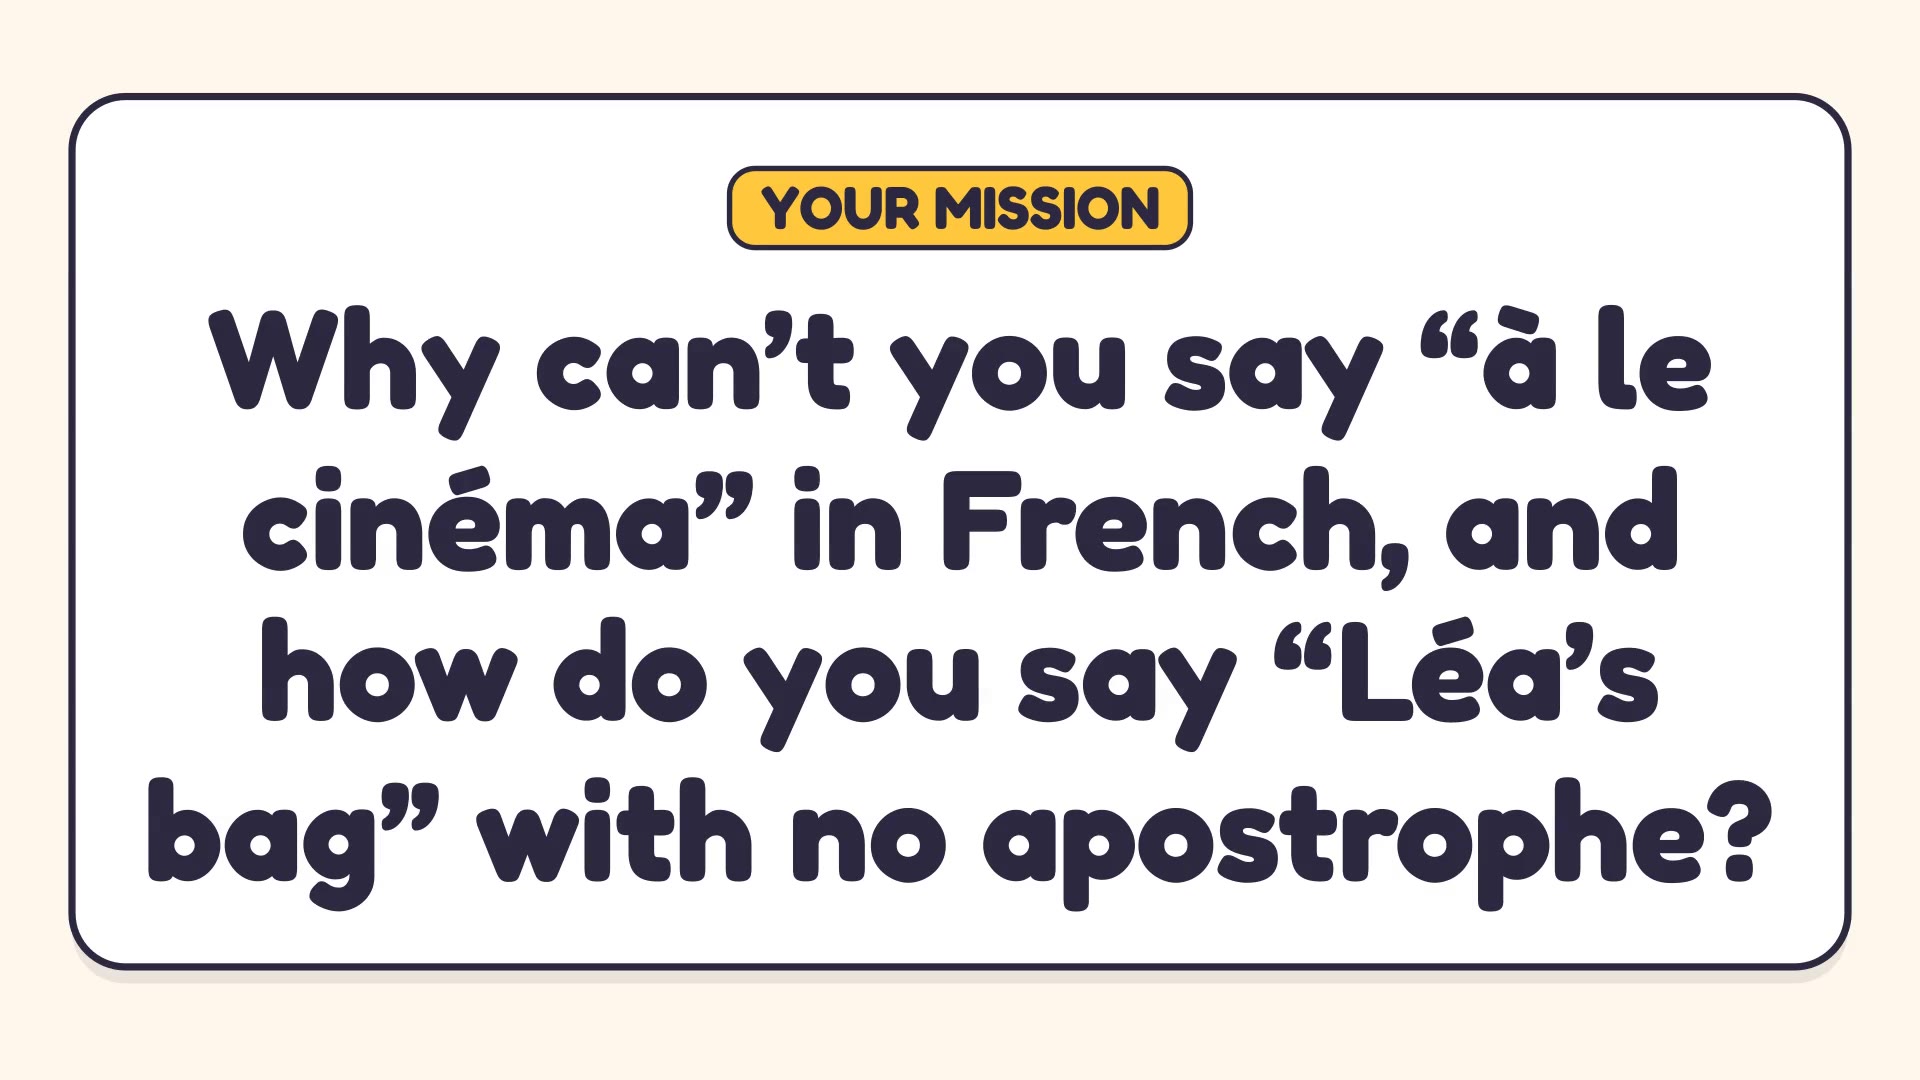 YOUR MISSION
Why can’t you say “à le
cinéma” in French, and
how do you say “Léa’s
bag” with no apostrophe?